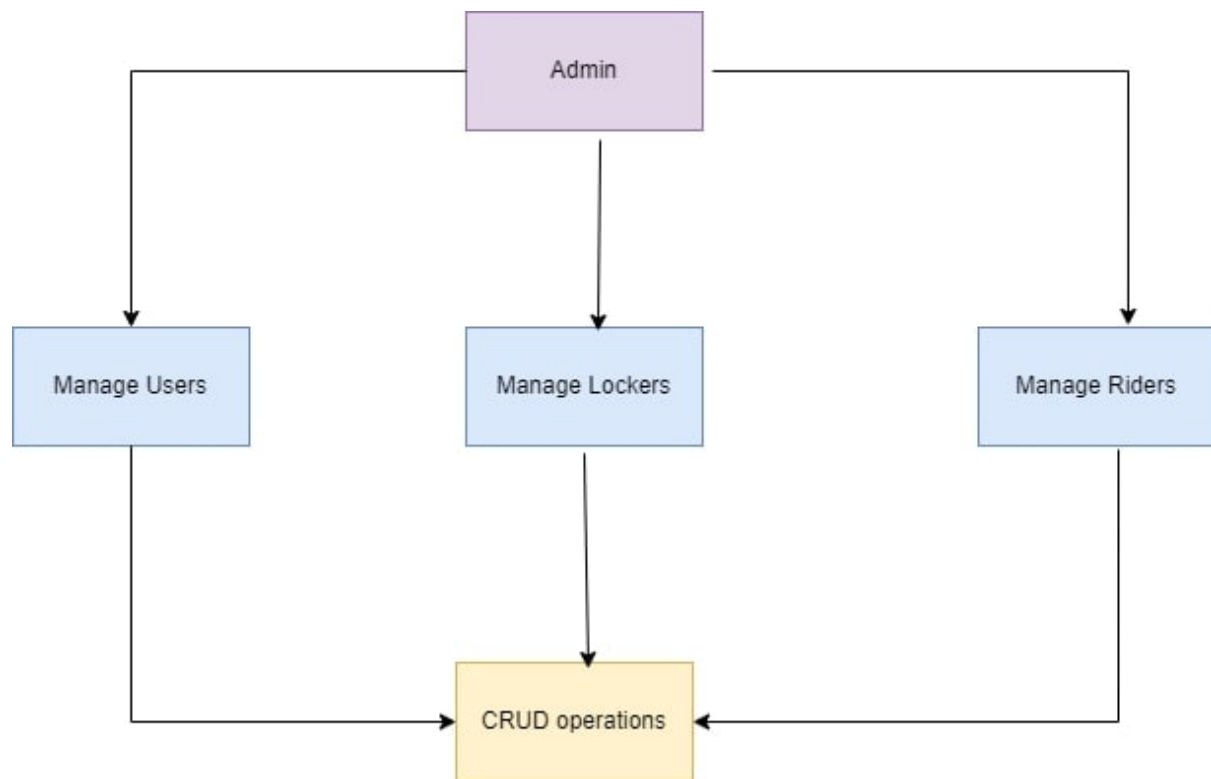 Admin
Manage Users
Manage Lockers
Manage Riders
CRUD operations